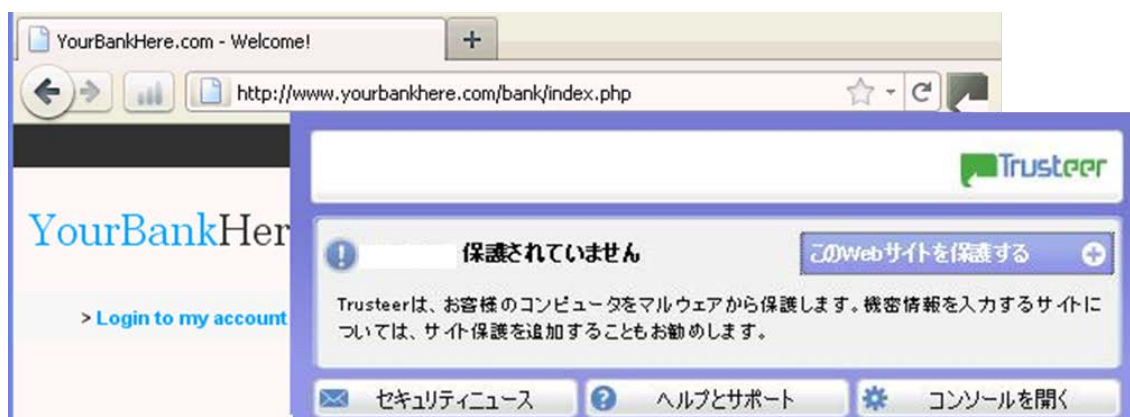 YourBankHere.com - Welcome!
http://www.yourbankhere.com/bank/index.php
Trusteer
YourBankHer
保護されていません
このWebサイトを保護する
Trusteerは、お客様のコンピュータをマルウェアから保護します。機密情報を入力するサイトに
ついては、サイト保護を追加することもお勧めします。
> Login to my account
セキュリティニュース
ヘルプとサポート
コンソールを開く